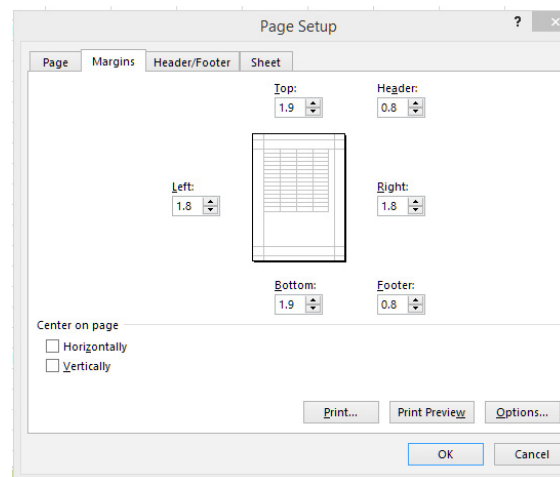 Page Setup ? ×
Page Margins Header/Footer Sheet
Top: Header:
1.9 0.8
Left: Right:
1.8 1.8
Bottom: Footer:
1.9 0.8
Center on page
Horizontally
Vertically
Print... Print Preview Options...
OK Cancel